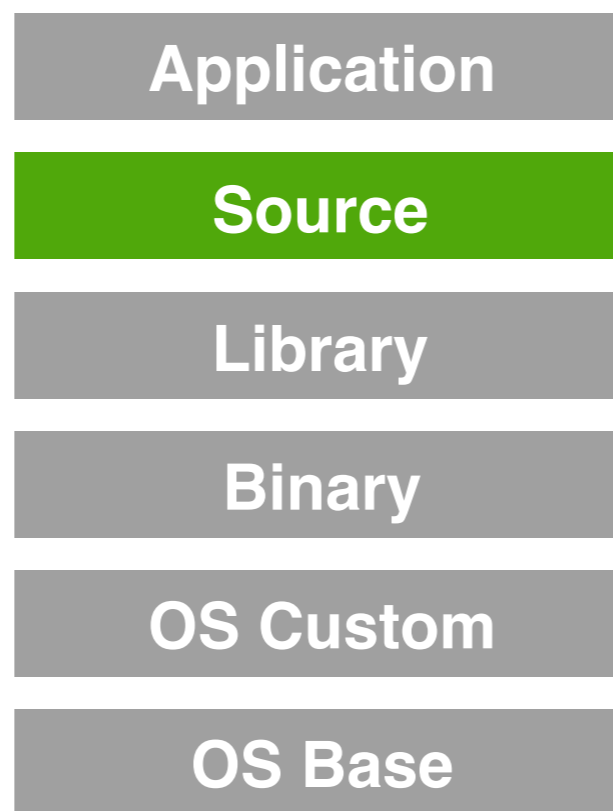 Application
Source
Library
Binary
OS Custom
OS Base